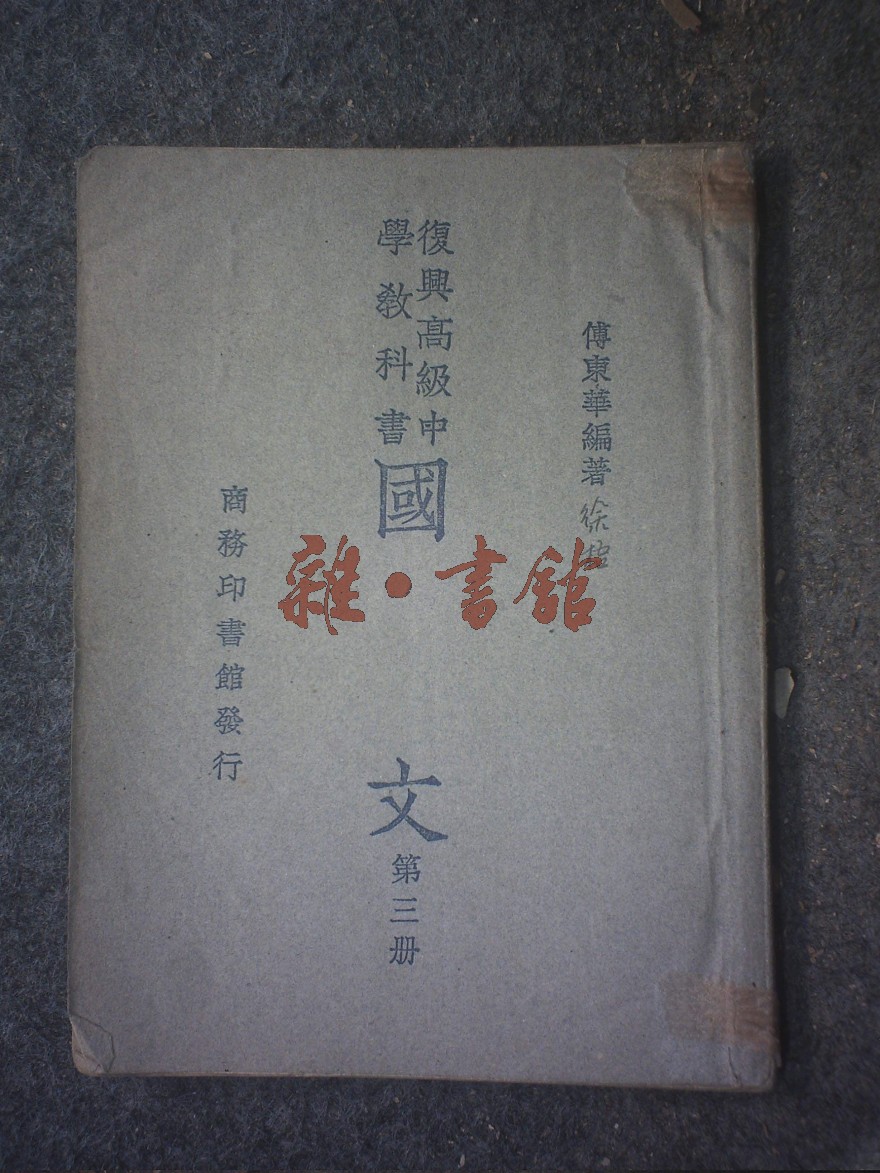 傅東華編著
復興高級中
學教科書
國文
第三册
商務印書館發行
雜·書館